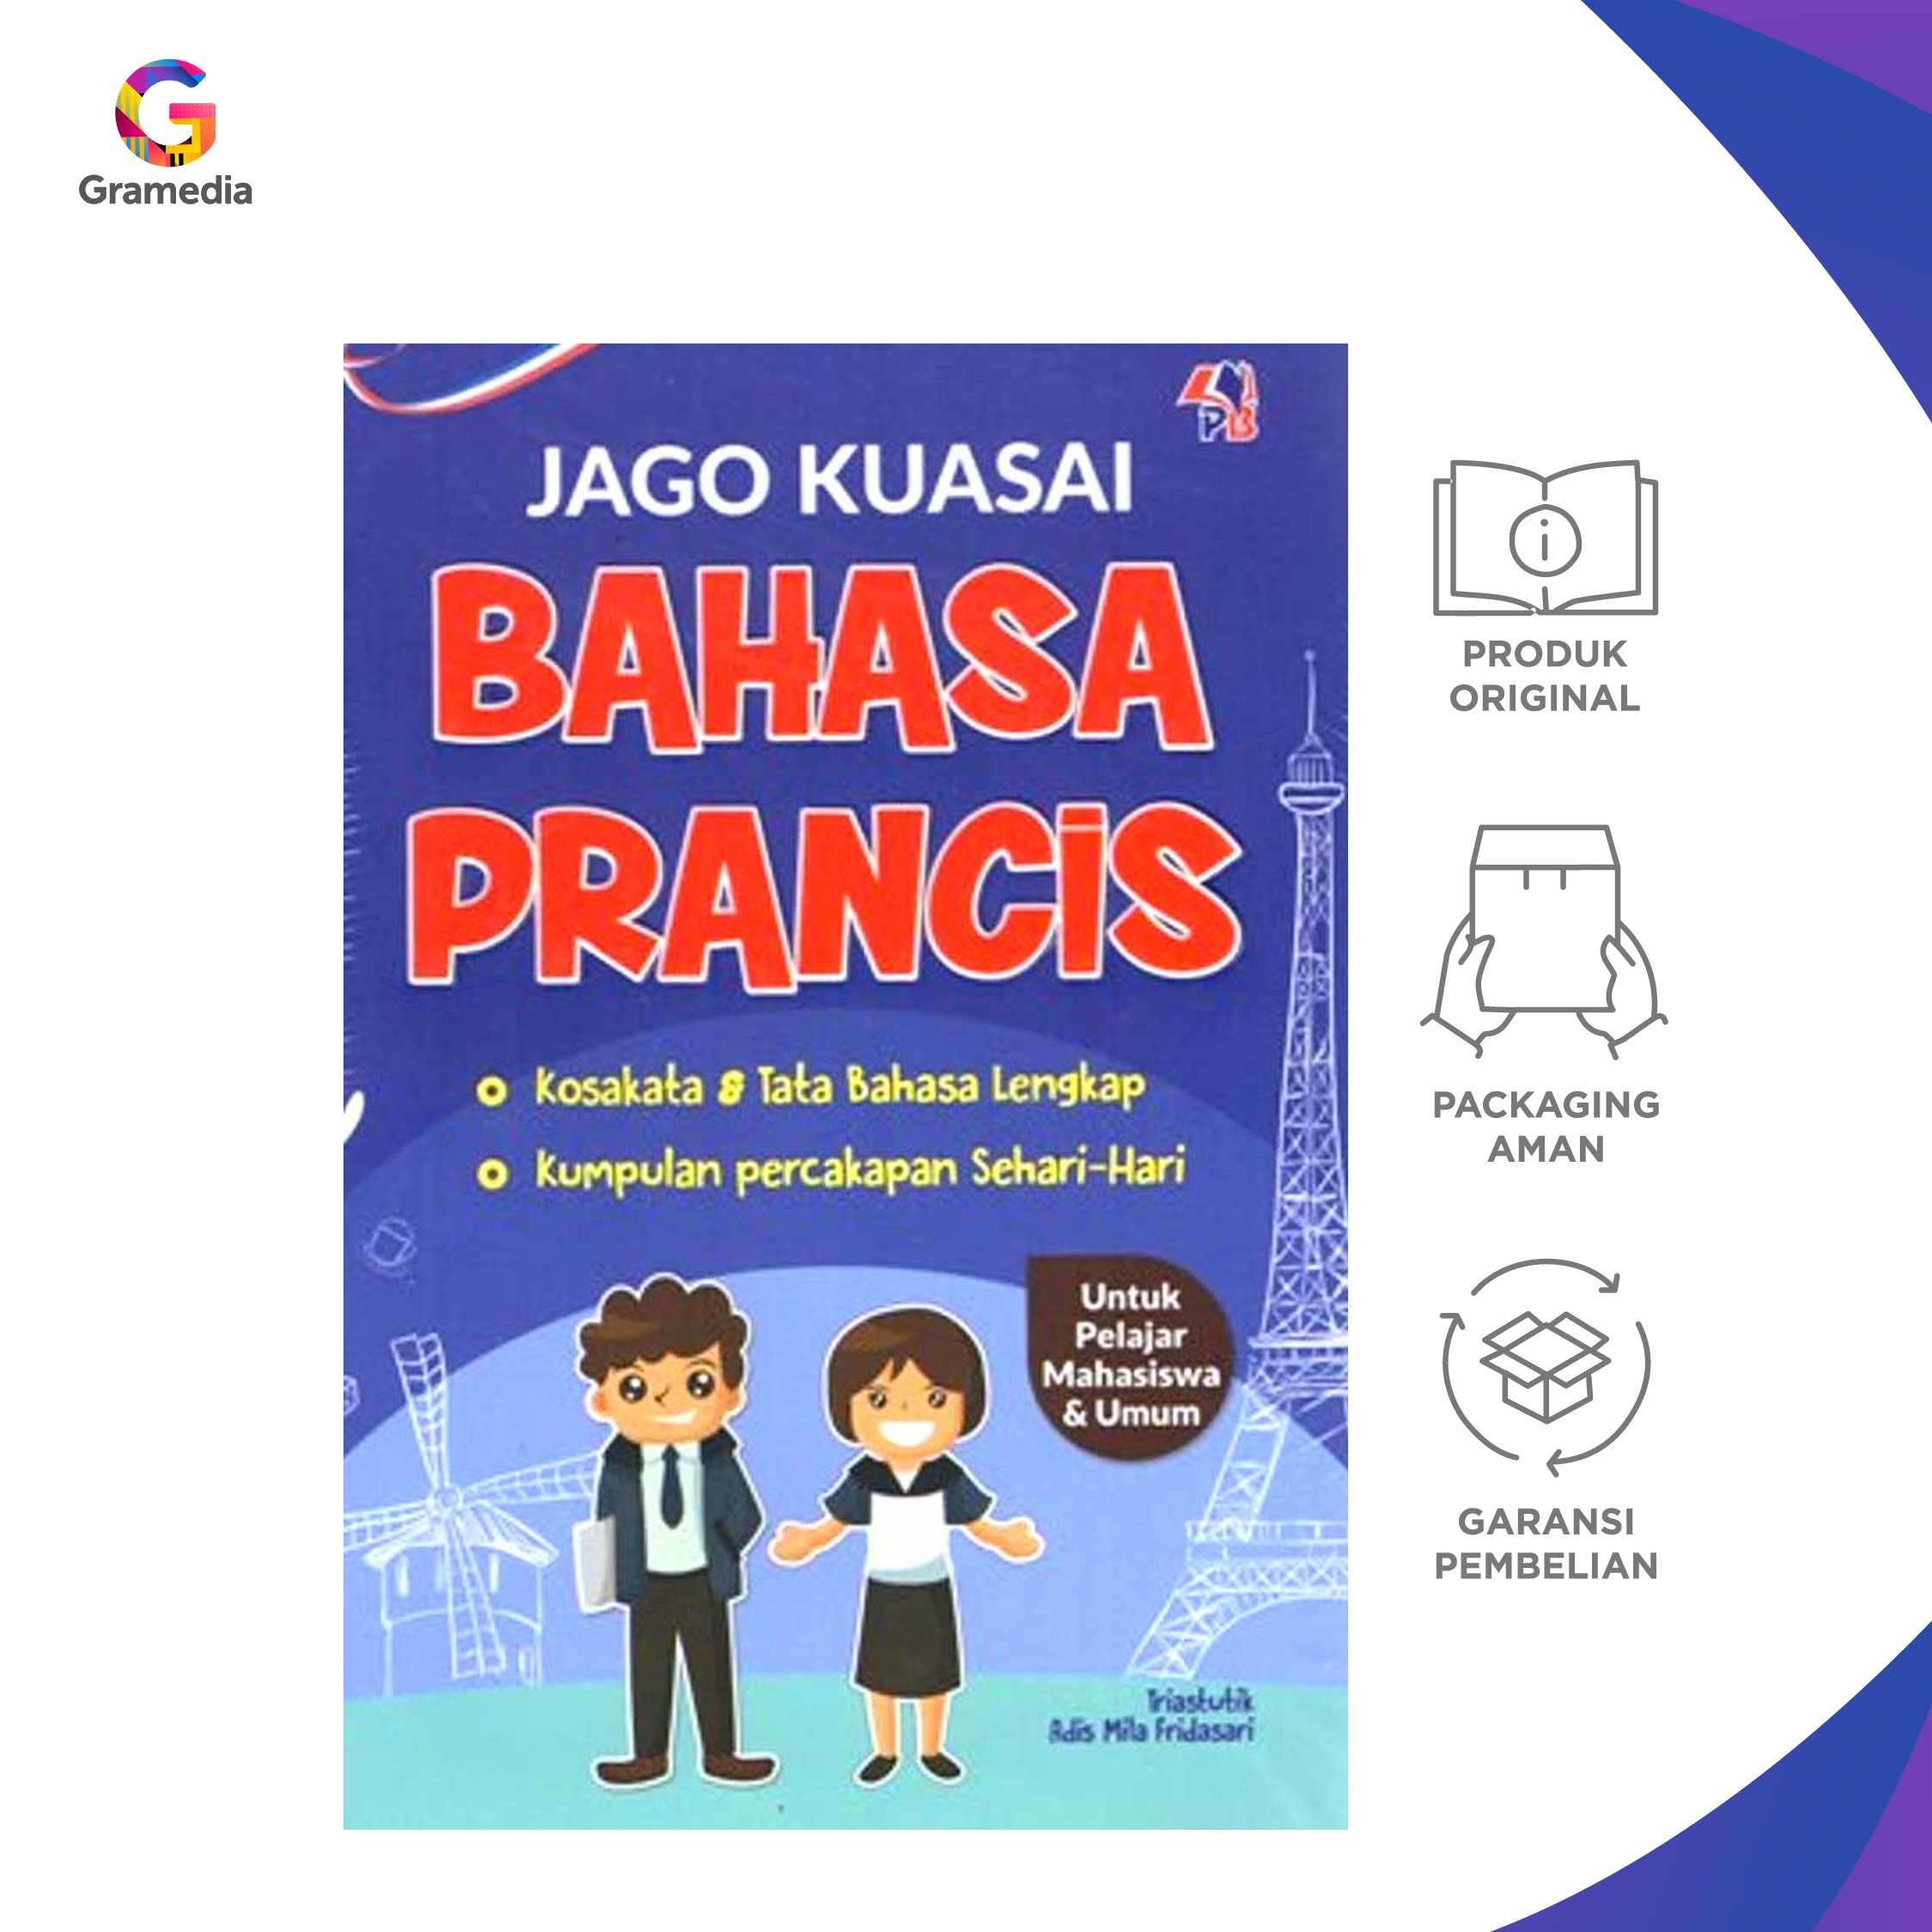 Gramedia
PB
JAGO KUASAI
BAHASA
PRANCIS
Kosakata & Tata Bahasa Lengkap
Kumpulan percakapan Sehari-Hari
Untuk
Pelajar
Mahasiswa
& Umum
Triastutik
Adis Mila Fridasari
PRODUK
ORIGINAL
PACKAGING
AMAN
GARANSI
PEMBELIAN